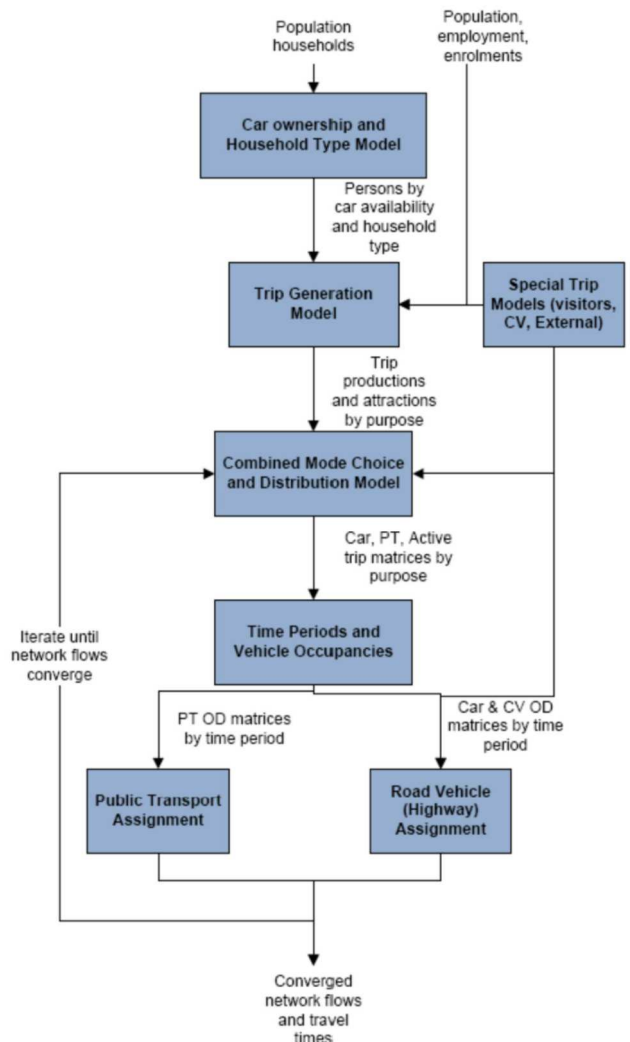 Population
households
Population,
employment,
enrolments
Car ownership and
Household Type Model
Persons by
car availability
and household
type
Trip Generation
Model
Special Trip
Models (visitors,
CV, External)
Trip
productions
and attractions
by purpose
Combined Mode Choice
and Distribution Model
Car, PT, Active
trip matrices by
purpose
Time Periods and
Vehicle Occupancies
Iterate until
network flows
converge
PT OD matrices
by time period
Car & CV OD
matrices by time
period
Public Transport
Assignment
Road Vehicle
(Highway)
Assignment
Converged
network flows
and travel
times